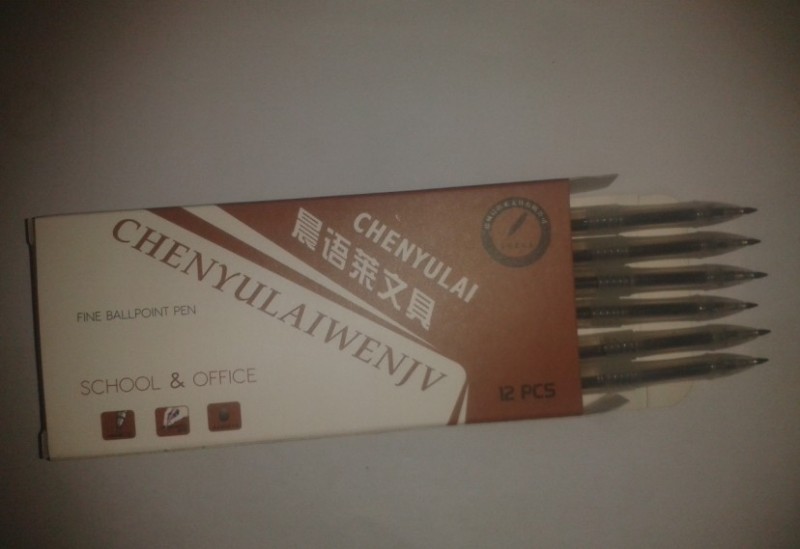 CHENYULAI
晨语莱文具
CHENYULAIWENJV
FINE BALLPOINT PEN
SCHOOL & OFFICE
12 PCS